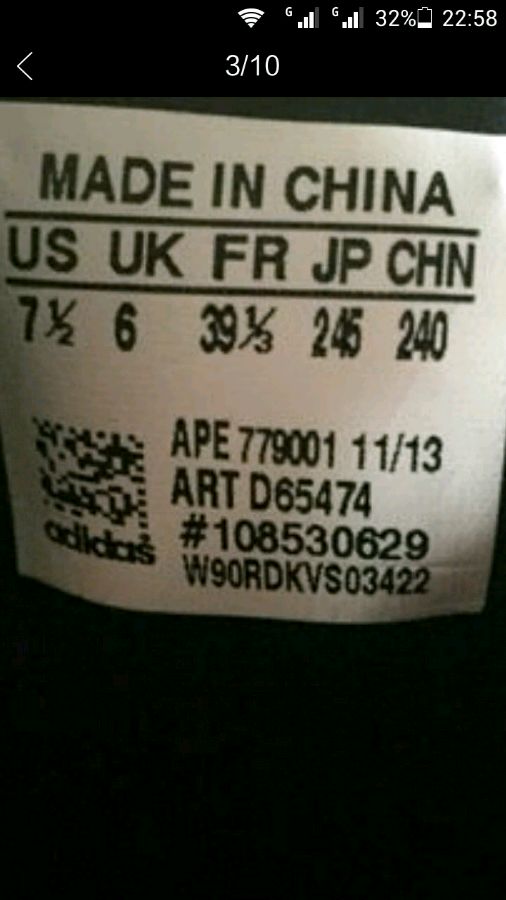 G G 32% 22:58
3/10
MADE IN CHINA
US UK FR JP CHN
7½ 6 39⅓ 245 240
APE 779001 11/13
ART D65474
#108530629
adidas W90RDKVS03422